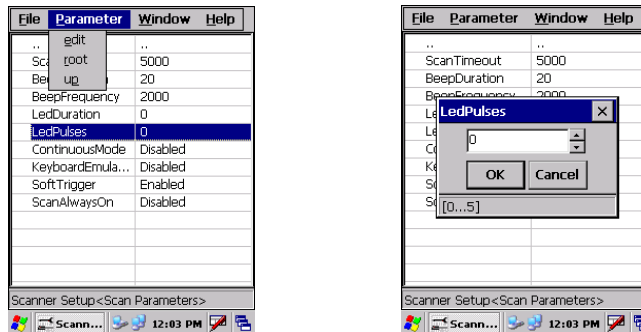 File Parameter Window Help
edit
root
up
.. ..
5000
20
BeepFrequency 2000
LedDuration 0
LedPulses 0
ContinuousMode Disabled
KeyboardEmula... Disabled
SoftTrigger Enabled
ScanAlwaysOn Disabled
Scanner Setup<Scan Parameters>
Scann... 12:03 PM
File Parameter Window Help
.. ..
ScanTimeout 5000
BeepDuration 20
BeepFrequency 2000
LedPulses
0
OK Cancel
[0...5]
Scanner Setup<Scan Parameters>
Scann... 12:03 PM